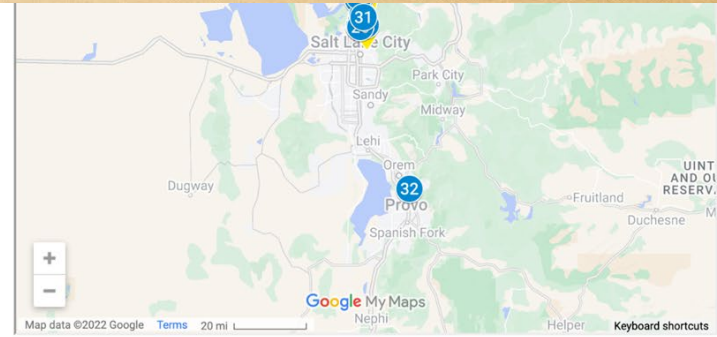 31
Salt Lake City
Park City
Sandy
Midway
Lehi
Orem
UINT
AND OU
RESERV.
32
Dugway
Fruitland
Provo
Duchesne
M
Spanish Fork
+
−
Google My Maps
Nephi
Helper
Map data ©2022 Google Terms 20 mi
Keyboard shortcuts